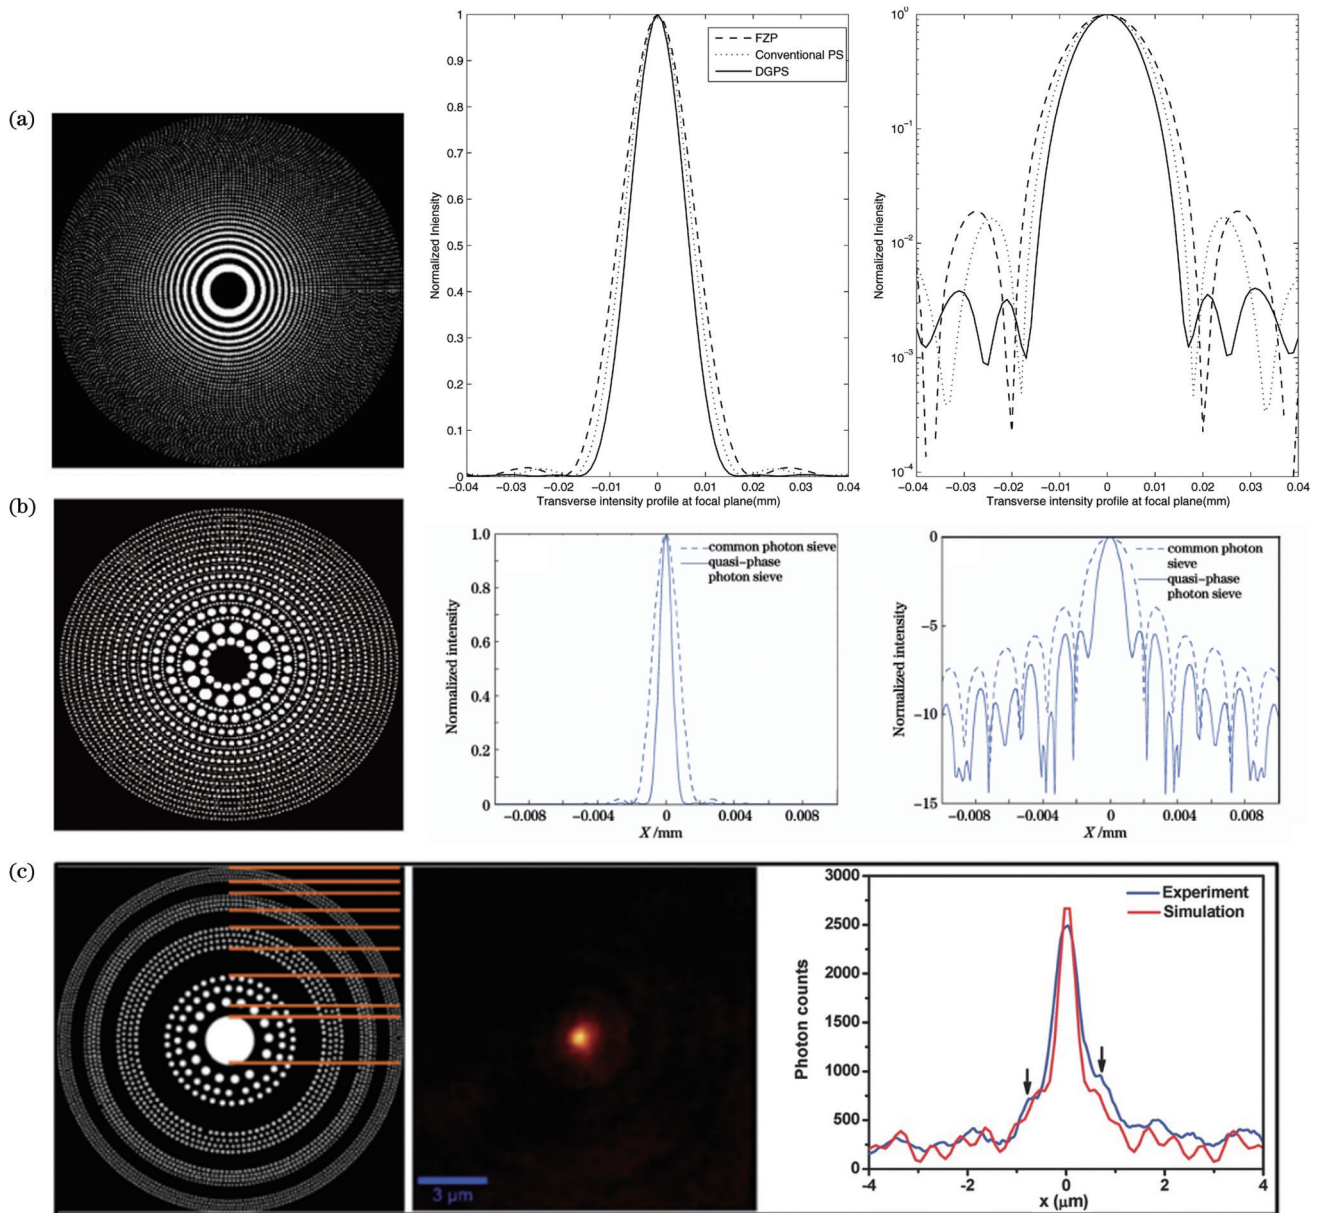 (a)
Normalized Iniensity
1
0.9
0.8
0.7
0.6
0.5
0.4
0.3
0.2
0.1
0
−0.04 −0.03 −0.02 −0.01 0 0.01 0.02 0.03 0.04
Transverse intensity profile at focal plane(mm)
FZP
Conventional PS
DGPS
Normalized Iniensity
10⁰
10⁻¹
10⁻²
10⁻³
10⁻⁴
−0.04 −0.03 −0.02 −0.01 0 0.01 0.02 0.03 0.04
Transverse intensity profile at focal plane(mm)
(b)
Normalized intensity
1.0
0.8
0.6
0.4
0.2
0
−0.008 −0.004 0 0.004 0.008
X /mm
common photon sieve
quasi−phase
photon sieve
Normalized intensity
0
−5
−10
−15
−0.008 −0.004 0 0.004 0.008
X /mm
common photon
sieve
quasi−phase
photon sieve
(c)
3 μm
Photon counts
3000
2500
2000
1500
1000
500
0
-4 -2 0 2 4
x (μm)
Experiment
Simulation